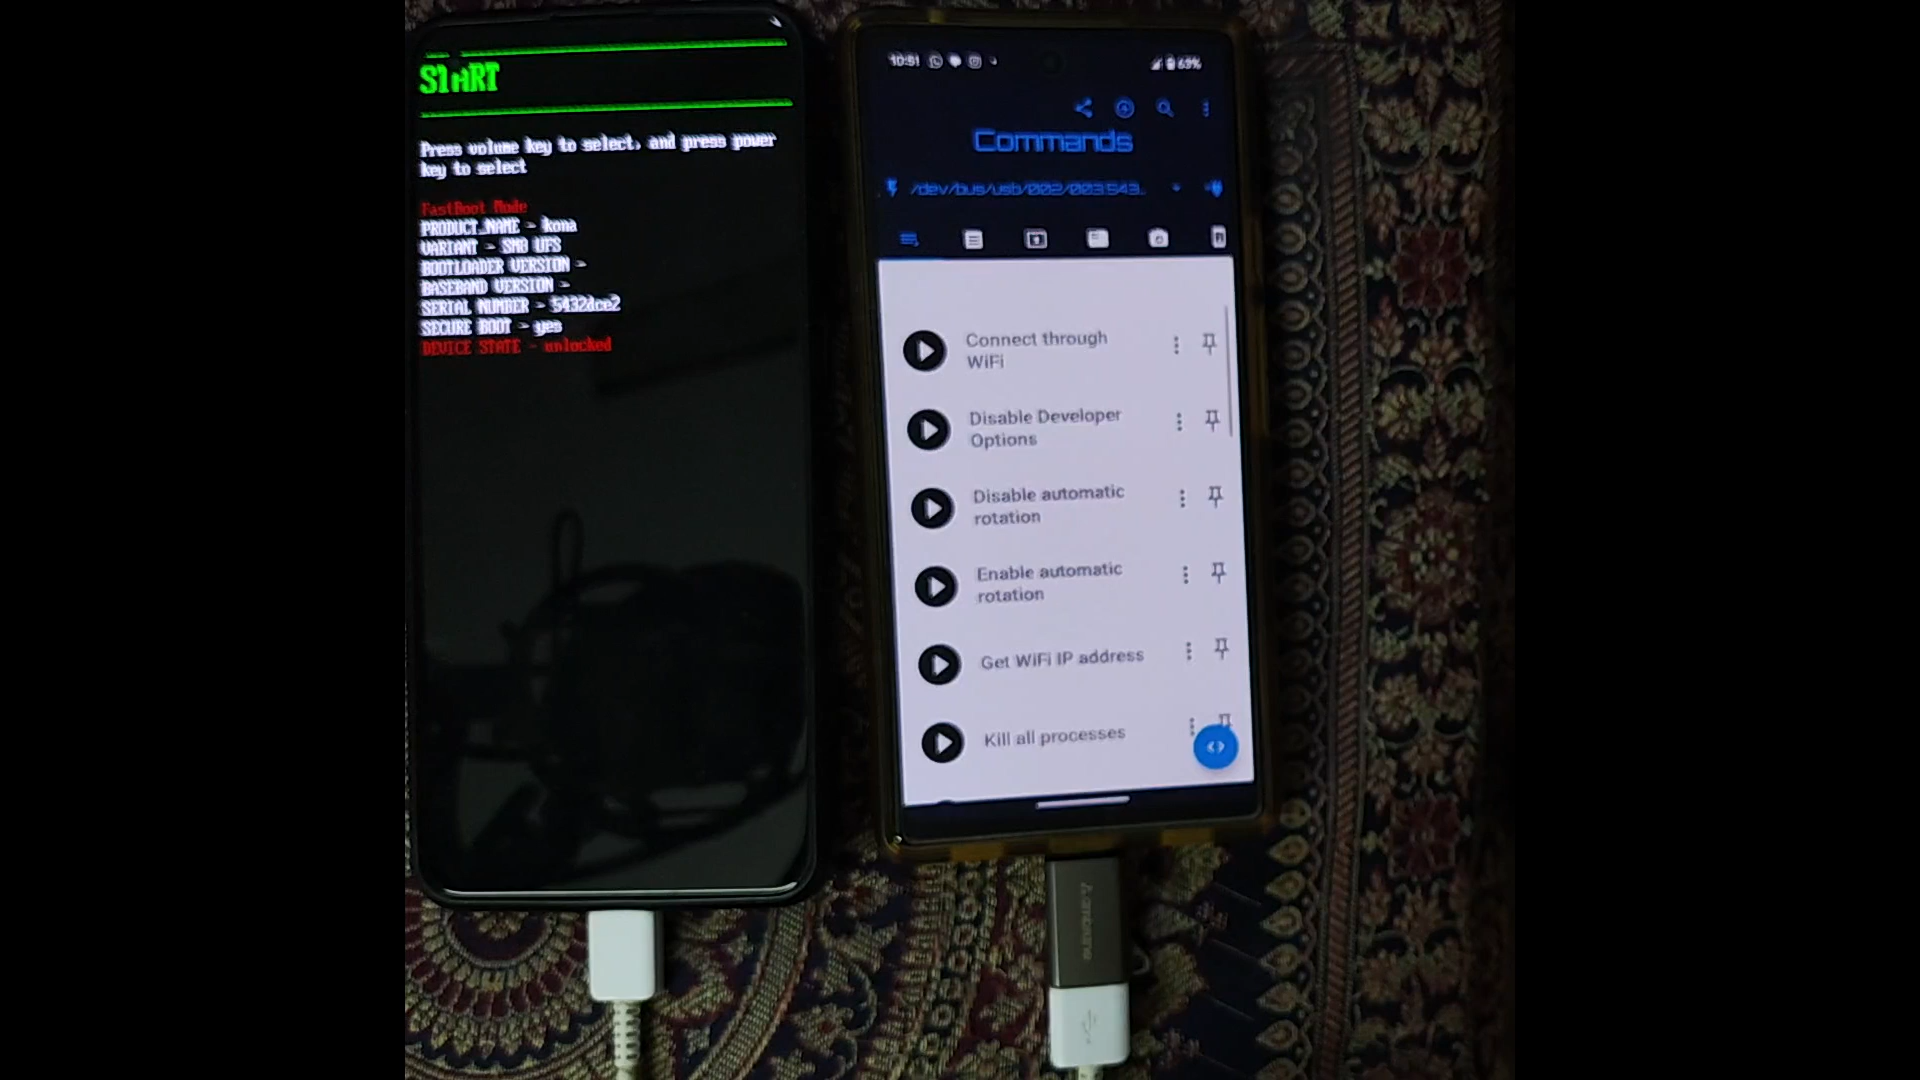 START
Press volume key to select, and press power
key to select
FastBoot Mode
PRODUCT_NAME - kona
VARIANT - SM8 UFS
BOOTLOADER VERSION -
BASEBAND VERSION -
SERIAL NUMBER - 5432dce2
SECURE BOOT - yes
DEVICE STATE - unlocked
10:51
63%
Commands
/dev/bus/usb/002/003:543..
Connect through
WiFi
Disable Developer
Options
Disable automatic
rotation
Enable automatic
rotation
Get WiFi IP address
Kill all processes